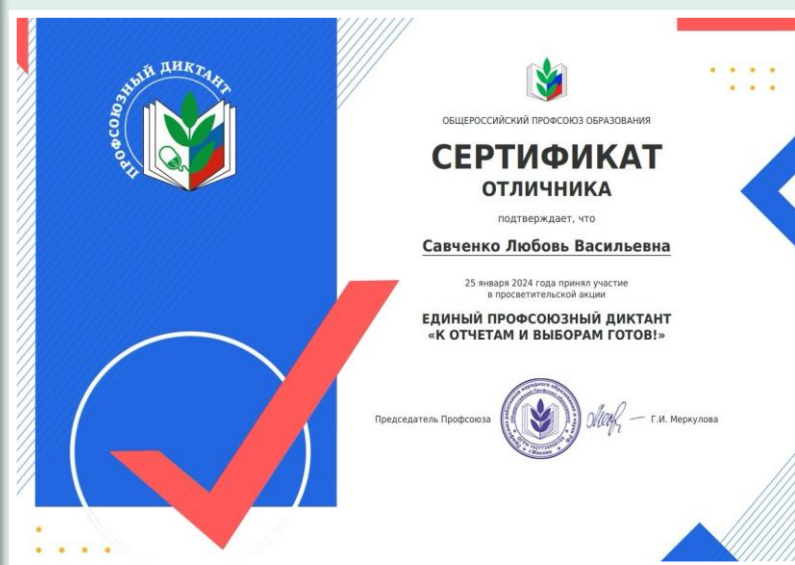 ПРОФСОЮЗНЫЙ ДИКТАНТ
ОБЩЕРОССИЙСКИЙ ПРОФСОЮЗ ОБРАЗОВАНИЯ
СЕРТИФИКАТ
ОТЛИЧНИКА
подтверждает, что
Савченко Любовь Васильевна
25 января 2024 года принял участие
в просветительской акции
ЕДИНЫЙ ПРОФСОЮЗНЫЙ ДИКТАНТ
«К ОТЧЕТАМ И ВЫБОРАМ ГОТОВ!»
Председатель Профсоюза
Г.И. Меркулова